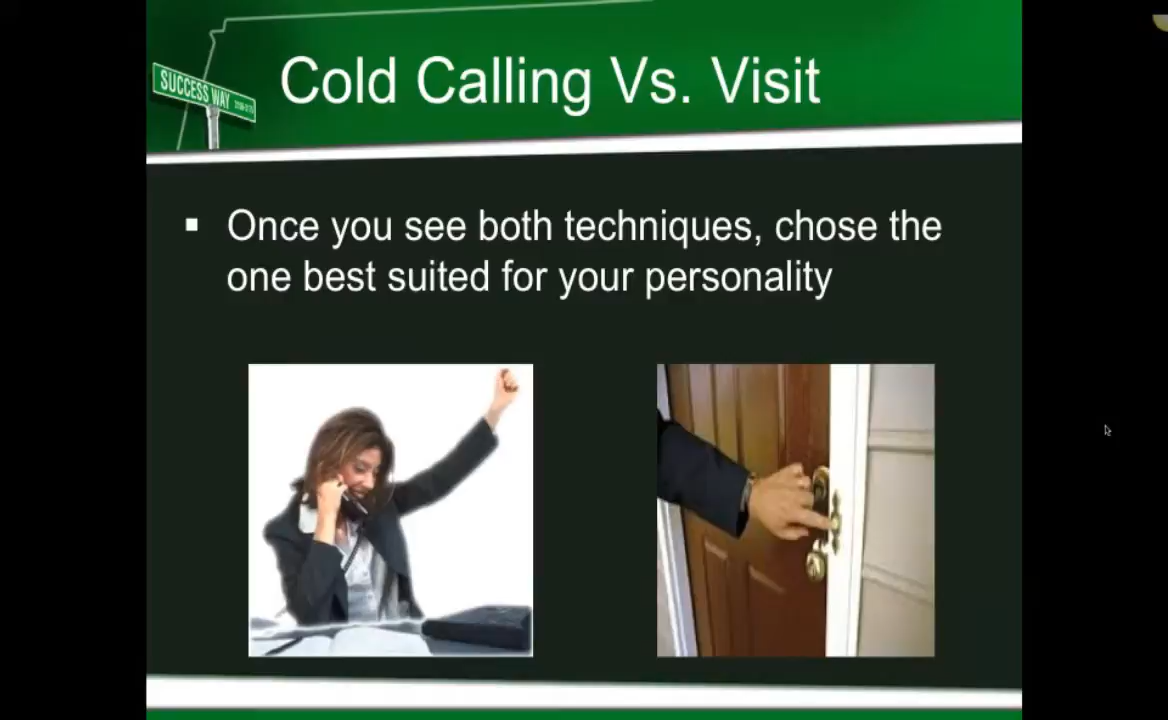 Cold Calling Vs. Visit
SUCCESS WAY
▪ Once you see both techniques, chose the
one best suited for your personality